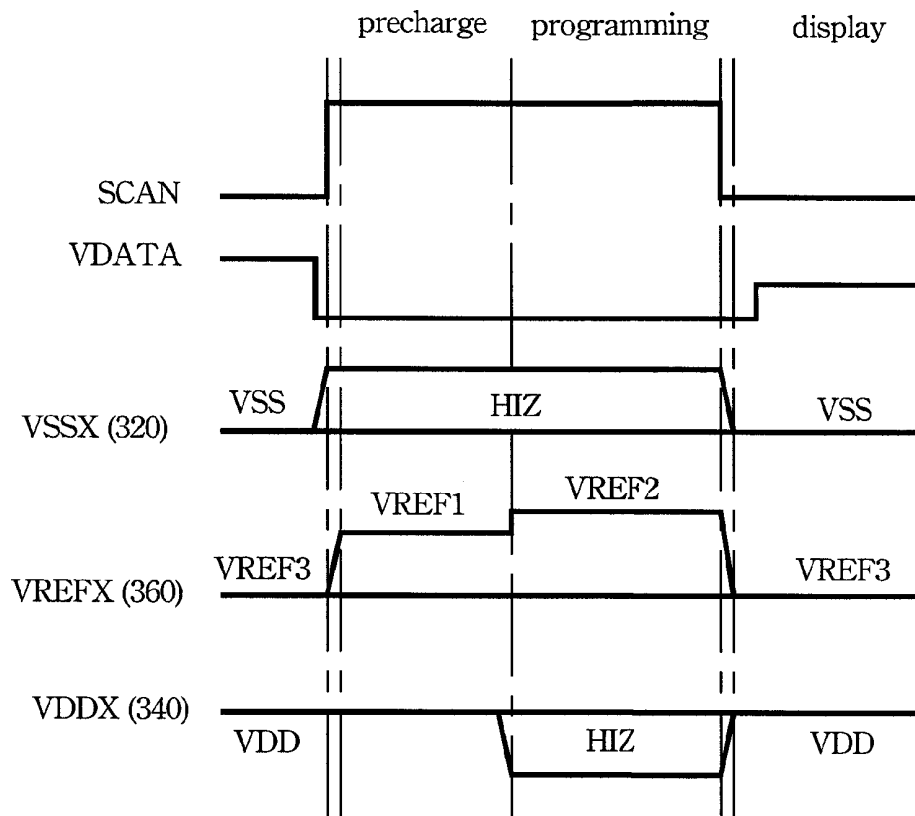 precharge programming display
SCAN
VDATA
VSS HIZ VSS
VSSX (320)
VREF1 VREF2
VREF3 VREF3
VREFX (360)
VDDX (340)
VDD HIZ VDD